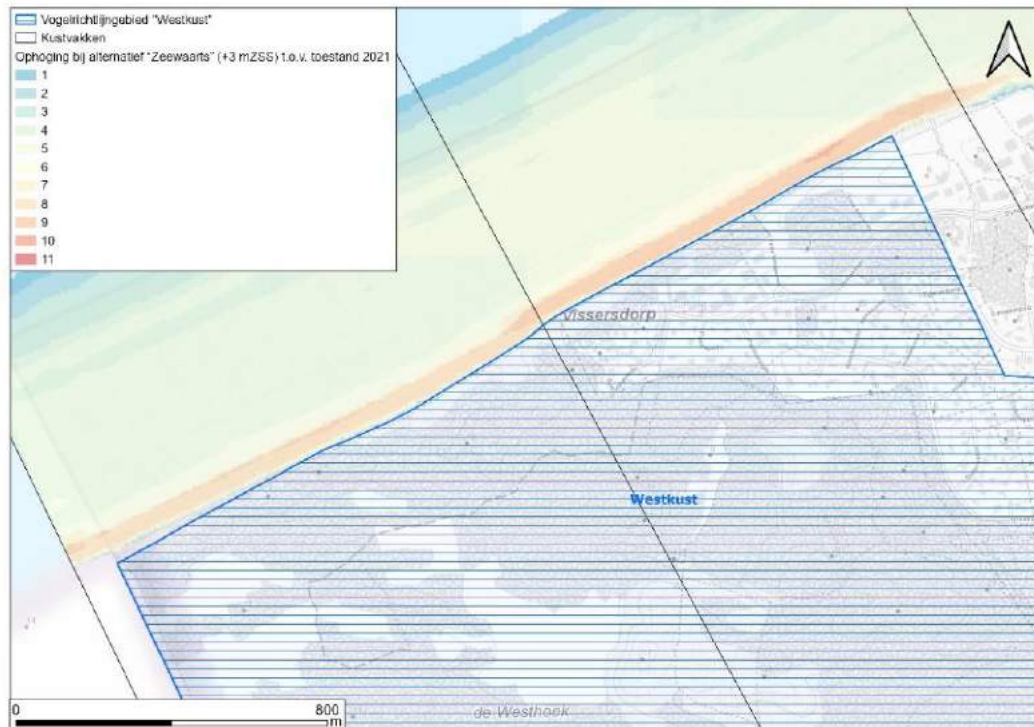 Vogelrichtlijngebied "Westkust"
Kustvakken
Ophoging bij alternatief "Zeewaarts" (+3 mZSS) t.o.v. toestand 2021
1
2
3
4
5
6
7
8
9
10
11
Vissersdorp
Westkust
de Westhoek
0
800
m